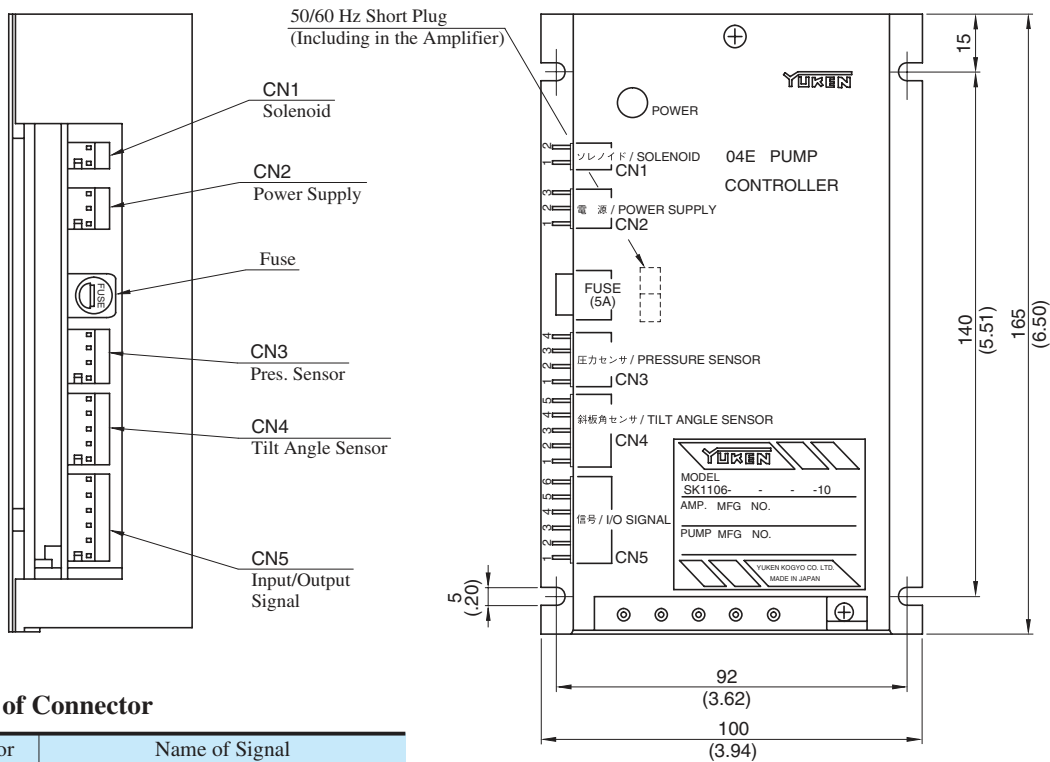 50/60 Hz Short Plug
(Including in the Amplifier)
CN1
Solenoid
CN2
Power Supply
Fuse
FUSE
CN3
Pres. Sensor
CN4
Tilt Angle Sensor
CN5
Input/Output
Signal
YUKEN
POWER
2
1
ソレノイド / SOLENOID
CN1
04E PUMP
CONTROLLER
3
2
1
電 源 / POWER SUPPLY
CN2
FUSE
(5A)
4
3
2
1
圧力センサ / PRESSURE SENSOR
CN3
5
4
3
2
1
斜板角センサ / TILT ANGLE SENSOR
CN4
6
5
4
3
2
1
信号 / I/O SIGNAL
CN5
YUKEN
MODEL
SK1106- - - -10
AMP. MFG NO.
PUMP MFG NO.
YUKEN KOGYO CO. LTD.
MADE IN JAPAN
15
140
(5.51)
165
(6.50)
5
(.20)
92
(3.62)
100
(3.94)
of Connector
or
Name of Signal